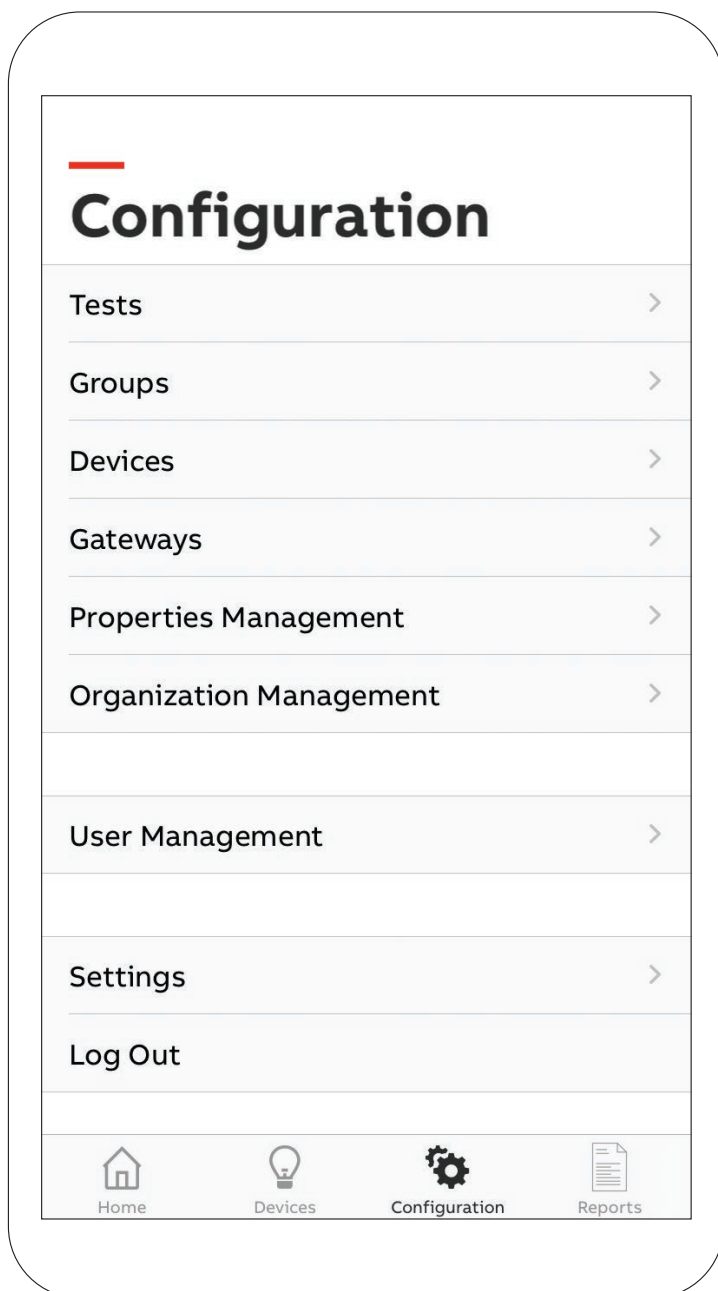 Configuration
Tests
Groups
Devices
Gateways
Properties Management
Organization Management
User Management
Settings
Log Out
Home
Devices
Configuration
Reports